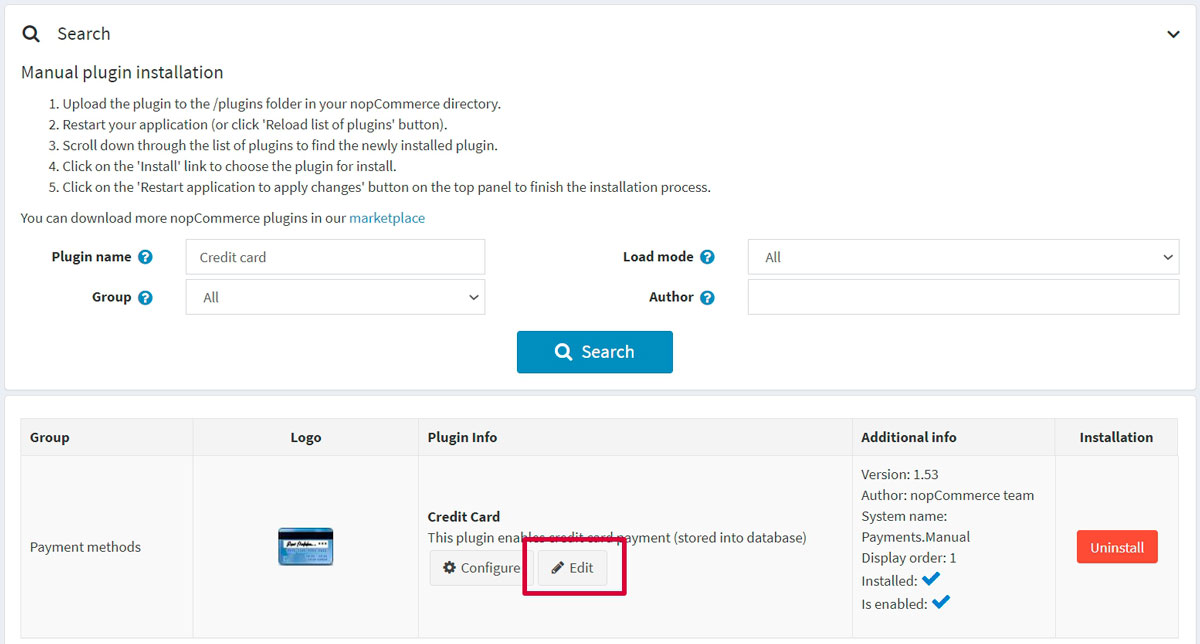 Search
Manual plugin installation
1. Upload the plugin to the /plugins folder in your nopCommerce directory.
2. Restart your application (or click 'Reload list of plugins' button).
3. Scroll down through the list of plugins to find the newly installed plugin.
4. Click on the 'Install' link to choose the plugin for install.
5. Click on the 'Restart application to apply changes' button on the top panel to finish the installation process.
You can download more nopCommerce plugins in our marketplace
Plugin name ? Credit card
Load mode ? All
Group ? All
Author ?
Search
Group Logo Plugin Info Additional info Installation
Payment methods
Credit Card
This plugin enables credit card payment (stored into database)
Configure Edit
Version: 1.53
Author: nopCommerce team
System name:
Payments.Manual
Display order: 1
Installed:
Is enabled:
Uninstall